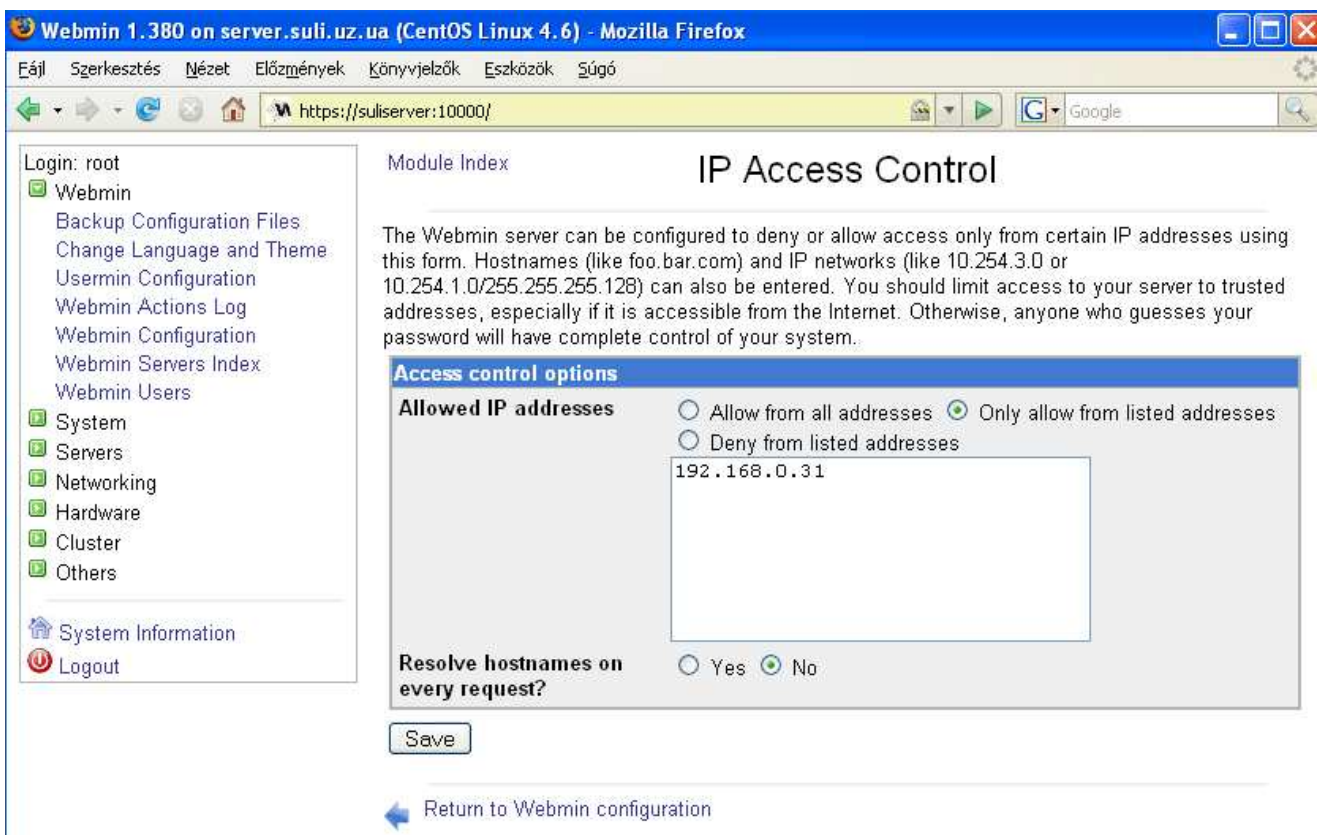 Webmin 1.380 on server.suli.uz.ua (CentOS Linux 4.6) - Mozilla Firefox
Fájl Szerkesztés Nézet Előzmények Könyvjelzők Eszközök Súgó
https://suliserver:10000/
G Google
Login: root
Webmin
Backup Configuration Files
Change Language and Theme
Usermin Configuration
Webmin Actions Log
Webmin Configuration
Webmin Servers Index
Webmin Users
System
Servers
Networking
Hardware
Cluster
Others
System Information
Logout
Module Index
IP Access Control
The Webmin server can be configured to deny or allow access only from certain IP addresses using
this form. Hostnames (like foo.bar.com) and IP networks (like 10.254.3.0 or
10.254.1.0/255.255.255.128) can also be entered. You should limit access to your server to trusted
addresses, especially if it is accessible from the Internet. Otherwise, anyone who guesses your
password will have complete control of your system.
Access control options
Allowed IP addresses
Allow from all addresses Only allow from listed addresses
Deny from listed addresses
192.168.0.31
Resolve hostnames on
every request?
Yes No
Save
Return to Webmin configuration